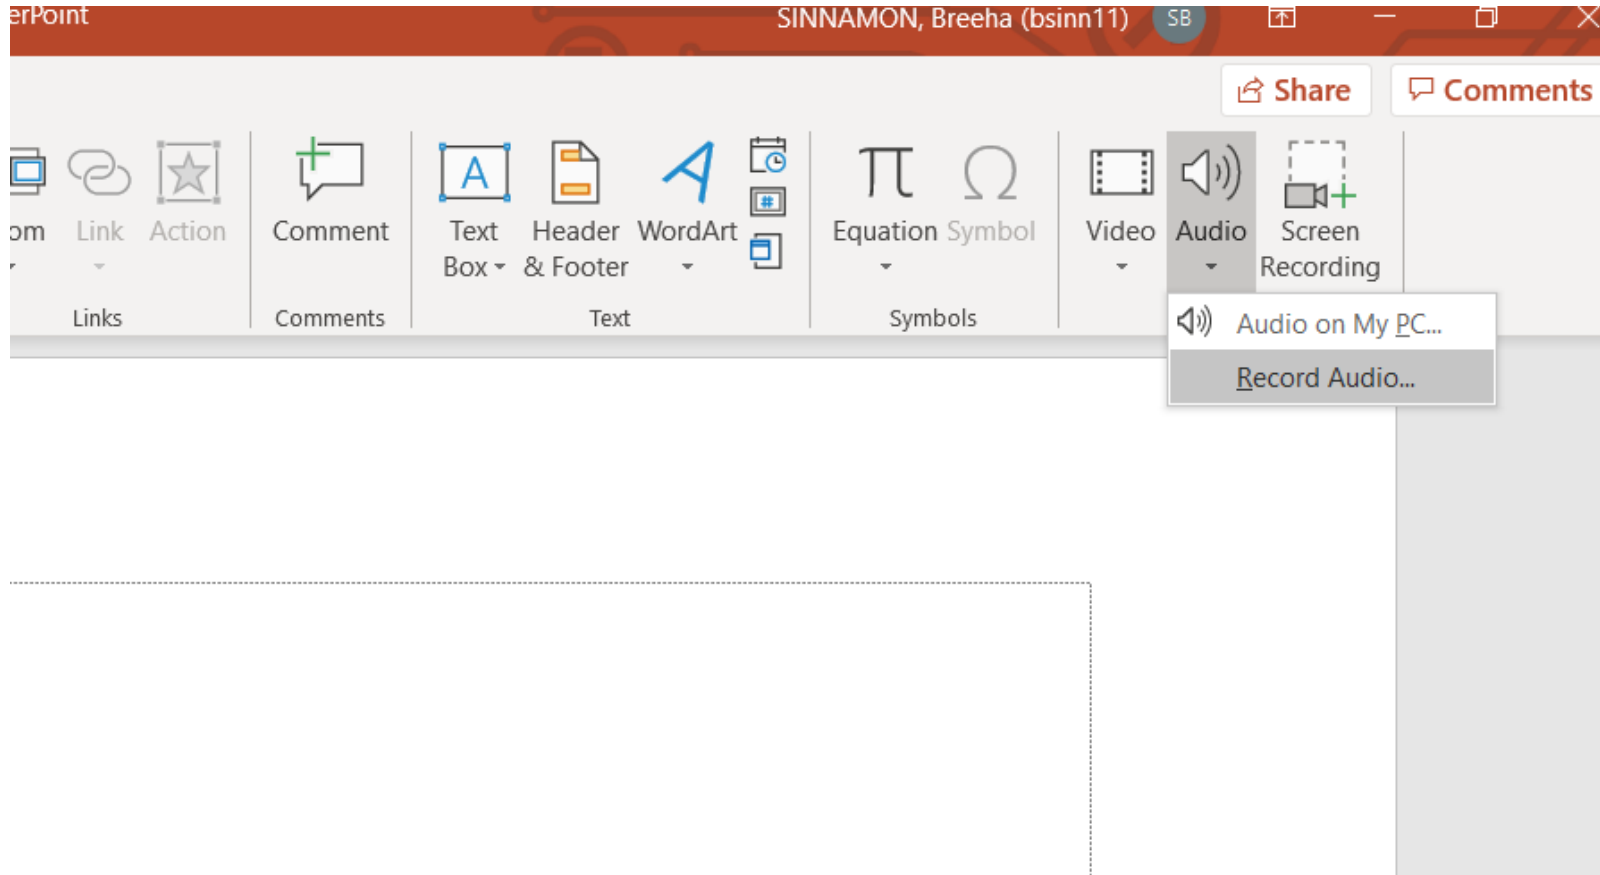 erPoint SINNAMON, Breeha (bsinn11) SB
Share Comments
om Link Action Comment Text Box Header & Footer WordArt Equation Symbol Video Audio Screen Recording
Links Comments Text Symbols
Audio on My PC...
Record Audio...